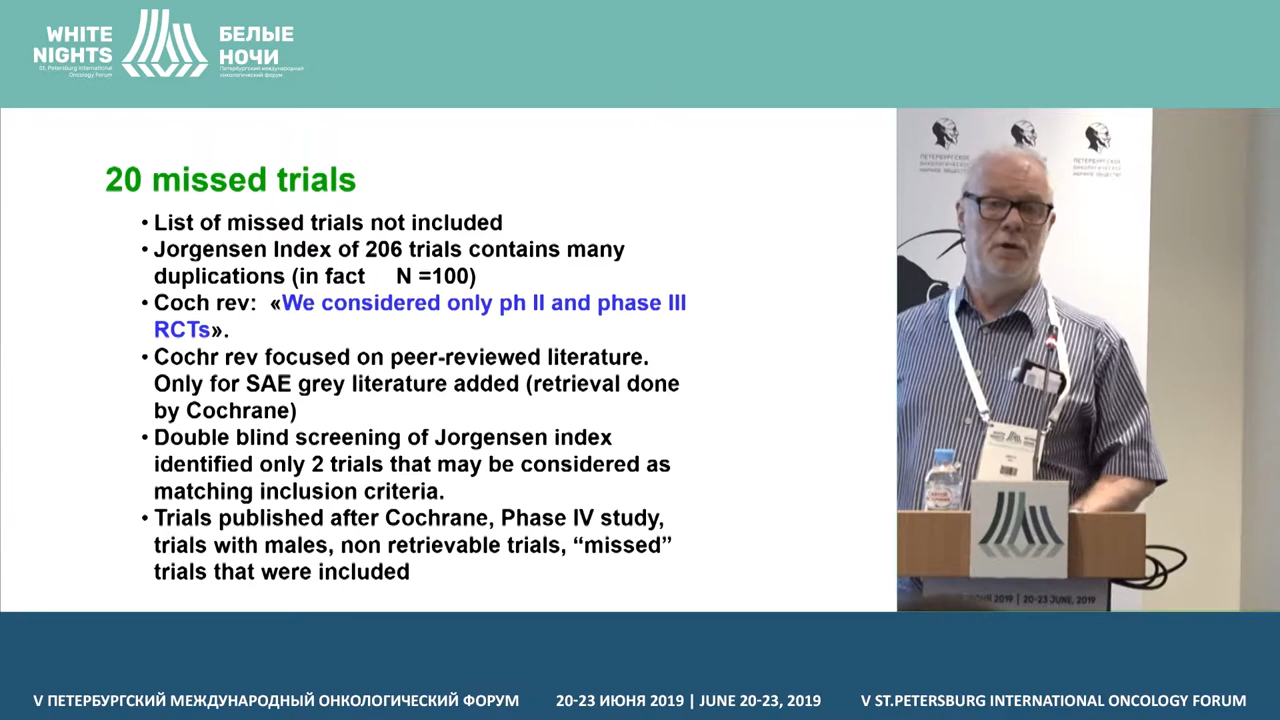 WHITE
NIGHTS
St. Petersburg International
Oncology Forum
БЕЛЫЕ
НОЧИ
Петербургский международный
онкологический форум
20 missed trials
• List of missed trials not included
• Jorgensen Index of 206 trials contains many
duplications (in fact N =100)
• Coch rev: «We considered only ph II and phase III
RCTs».
• Cochr rev focused on peer-reviewed literature.
Only for SAE grey literature added (retrieval done
by Cochrane)
• Double blind screening of Jorgensen index
identified only 2 trials that may be considered as
matching inclusion criteria.
• Trials published after Cochrane, Phase IV study,
trials with males, non retrievable trials, “missed”
trials that were included
ПЕТЕРБУРГСКОЕ
ОНКОЛОГИЧЕСКОЕ
НАУЧНОЕ ОБЩЕСТВО
2019 | 20-23 JUNE, 2019
V ПЕТЕРБУРГСКИЙ МЕЖДУНАРОДНЫЙ ОНКОЛОГИЧЕСКИЙ ФОРУМ
20-23 ИЮНЯ 2019 | JUNE 20-23, 2019
V ST.PETERSBURG INTERNATIONAL ONCOLOGY FORUM